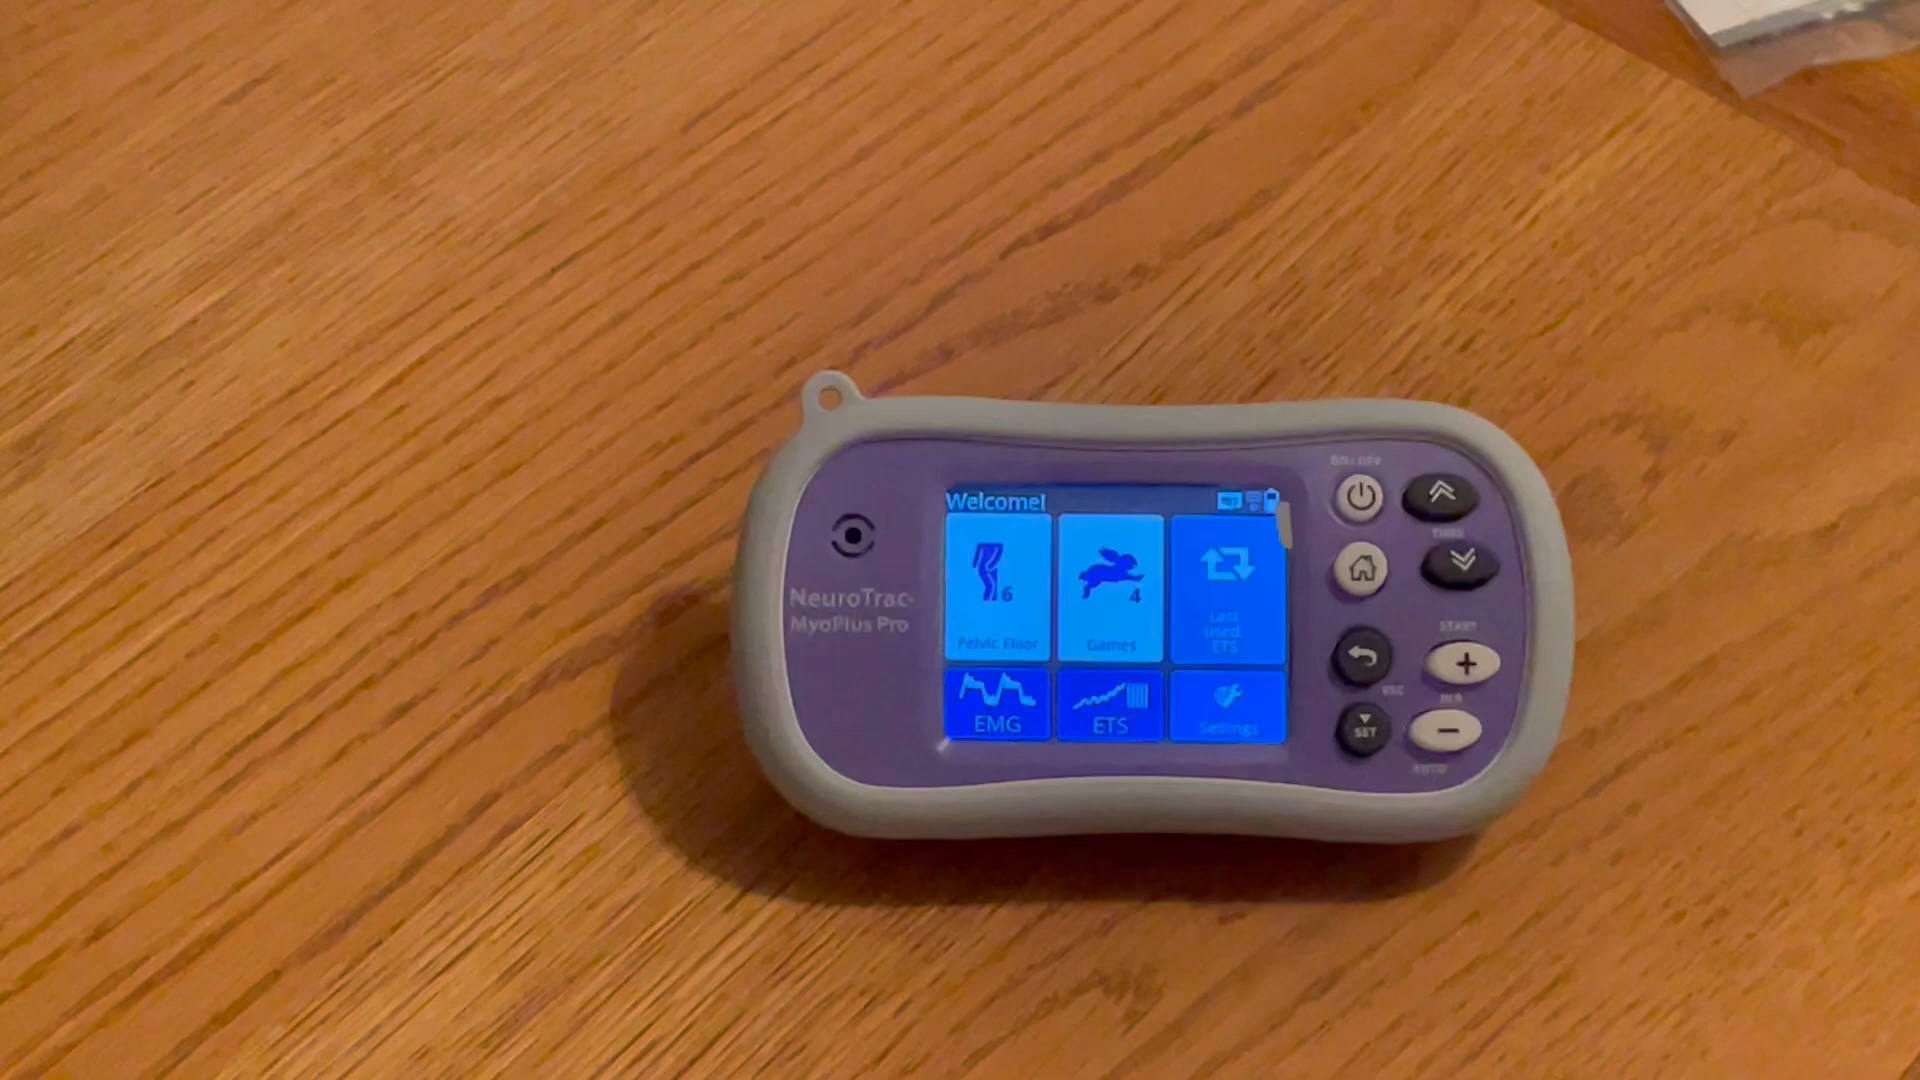 NeuroTrac
MyoPlus Pro
Welcome!
6
Pelvic Floor
4
Games
Last
used:
ETS
EMG
ETS
Settings
ON / OFF
START
ESC
SET
+
−